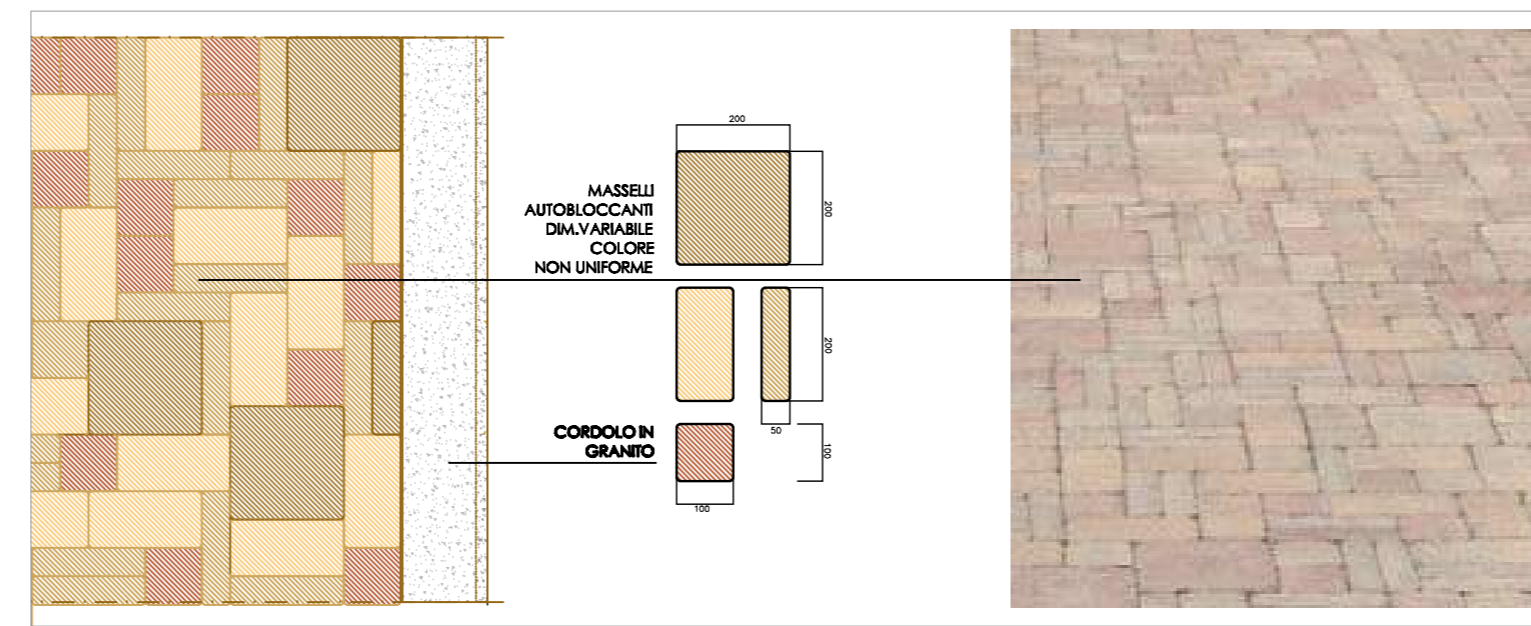 200
200
MASSELLI
AUTOBLOCCANTI
DIM.VARIABILE
COLORE
NON UNIFORME
200
50
CORDOLO IN
GRANITO
100
100